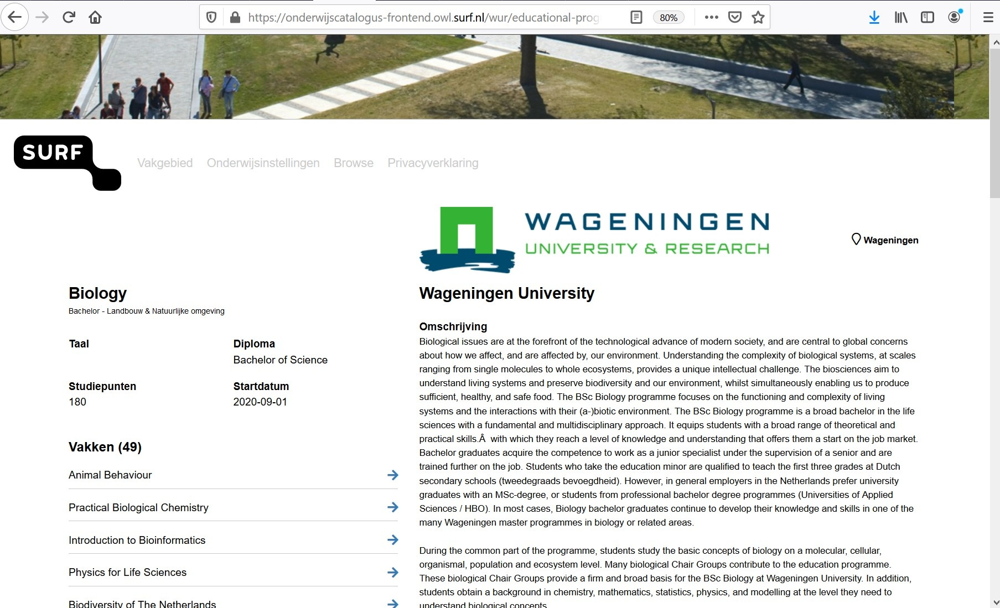 https://onderwijscatalogus-frontend.owl.surf.nl/wur/educational-prog
80%
SURF
Vakgebied Onderwijsinstellingen Browse Privacyverklaring
WAGENINGEN
UNIVERSITY & RESEARCH
Wageningen
Biology
Bachelor - Landbouw & Natuurlijke omgeving
Taal
Diploma
Bachelor of Science
Studiepunten
180
Startdatum
2020-09-01
Vakken (49)
Animal Behaviour
Practical Biological Chemistry
Introduction to Bioinformatics
Physics for Life Sciences
Biodiversity of The Netherlands
Wageningen University
Omschrijving
Biological issues are at the forefront of the technological advance of modern society, and are central to global concerns
about how we affect, and are affected by, our environment. Understanding the complexity of biological systems, at scales
ranging from single molecules to whole ecosystems, provides a unique intellectual challenge. The biosciences aim to
understand living systems and preserve biodiversity and our environment, whilst simultaneously enabling us to produce
sufficient, healthy, and safe food. The BSc Biology programme focuses on the functioning and complexity of living
systems and the interactions with their (a-)biotic environment. The BSc Biology programme is a broad bachelor in the life
sciences with a fundamental and multidisciplinary approach. It equips students with a broad range of theoretical and
practical skills.Â with which they reach a level of knowledge and understanding that offers them a start on the job market.
Bachelor graduates acquire the competence to work as a junior specialist under the supervision of a senior and are
trained further on the job. Students who take the education minor are qualified to teach the first three grades at Dutch
secondary schools (tweedegraads bevoegdheid). However, in general employers in the Netherlands prefer university
graduates with an MSc-degree, or students from professional bachelor degree programmes (Universities of Applied
Sciences / HBO). In most cases, Biology bachelor graduates continue to develop their knowledge and skills in one of the
many Wageningen master programmes in biology or related areas.
During the common part of the programme, students study the basic concepts of biology on a molecular, cellular,
organismal, population and ecosystem level. Many biological Chair Groups contribute to the education programme.
These biological Chair Groups provide a firm and broad basis for the BSc Biology at Wageningen University. In addition,
students obtain a background in chemistry, mathematics, statistics, physics, and modelling at the level they need to
understand biological concepts